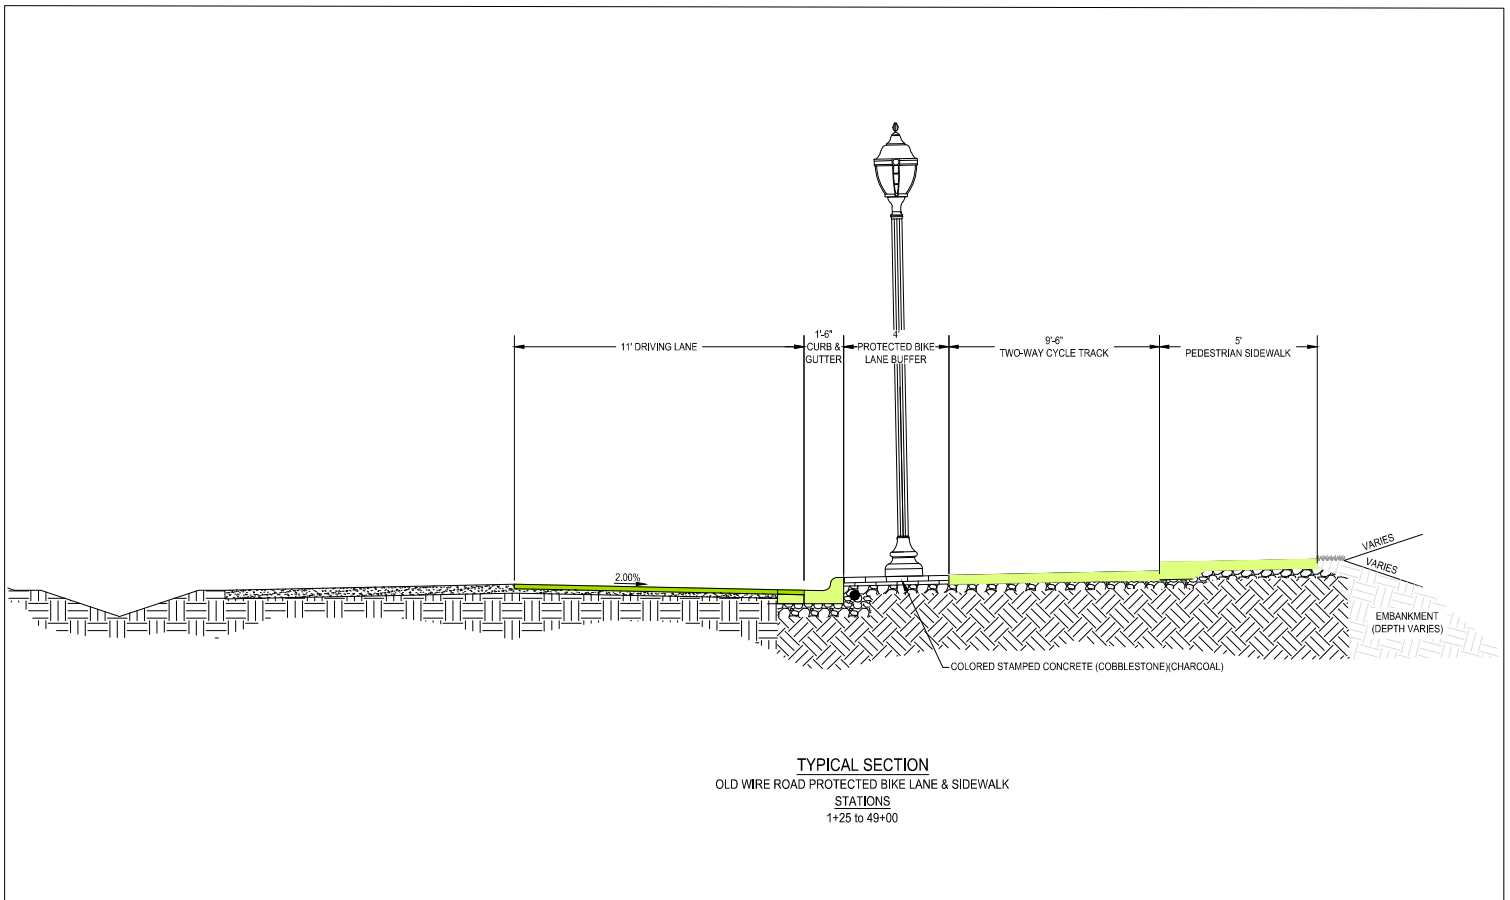 11' DRIVING LANE
1'-6"
CURB &
GUTTER
4'
PROTECTED BIKE
LANE BUFFER
9'-6"
TWO-WAY CYCLE TRACK
5'
PEDESTRIAN SIDEWALK
2.00%
VARIES
VARIES
EMBANKMENT
(DEPTH VARIES)
COLORED STAMPED CONCRETE (COBBLESTONE)(CHARCOAL)
TYPICAL SECTION
OLD WIRE ROAD PROTECTED BIKE LANE & SIDEWALK
STATIONS
1+25 to 49+00